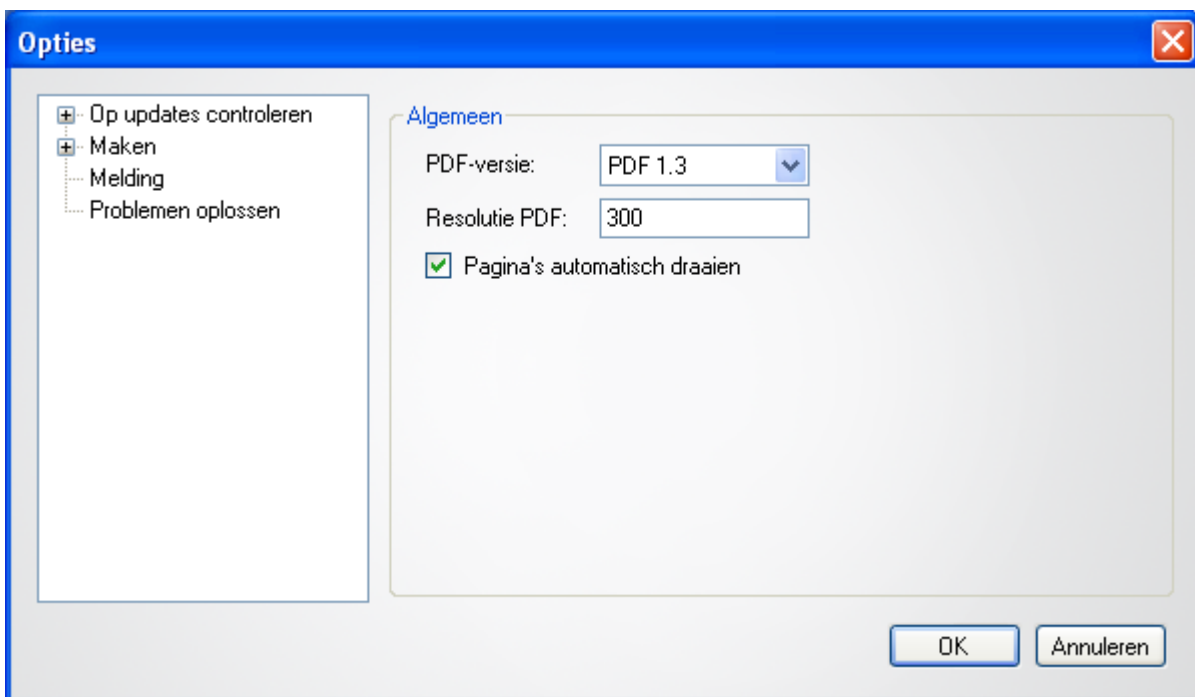 Opties
Op updates controleren
Maken
Melding
Problemen oplossen
Algemeen
PDF-versie: PDF 1.3
Resolutie PDF: 300
Pagina's automatisch draaien
OK Annuleren